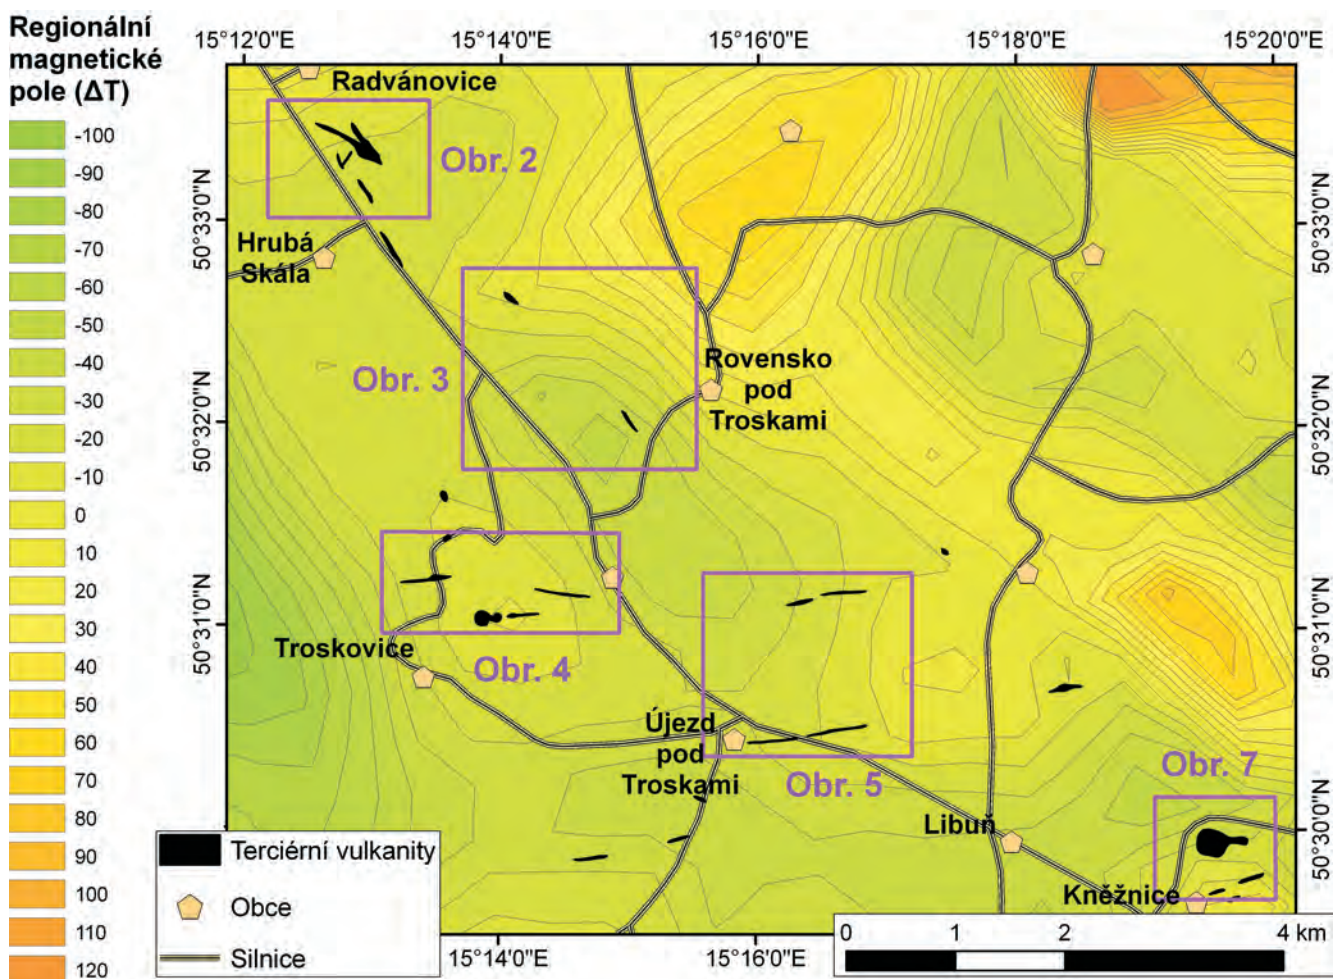 Regionální
magnetické
pole (ΔT)
-100
-90
-80
-70
-60
-50
-40
-30
-20
-10
0
10
20
30
40
50
60
70
80
90
100
110
120
15°12'0"E
15°14'0"E
15°16'0"E
15°18'0"E
15°20'0"E
50°33'0"N
50°32'0"N
50°31'0"N
50°33'0"N
50°32'0"N
50°31'0"N
50°30'0"N
15°14'0"E
15°16'0"E
Radvánovice
Obr. 2
Hrubá
Skála
Obr. 3
Rovensko
pod
Troskami
Troskovice
Obr. 4
Újezd
pod
Troskami
Obr. 5
Obr. 7
Libuň
Kněžnice
Terciérní vulkanity
Obce
Silnice
0 1 2 4 km